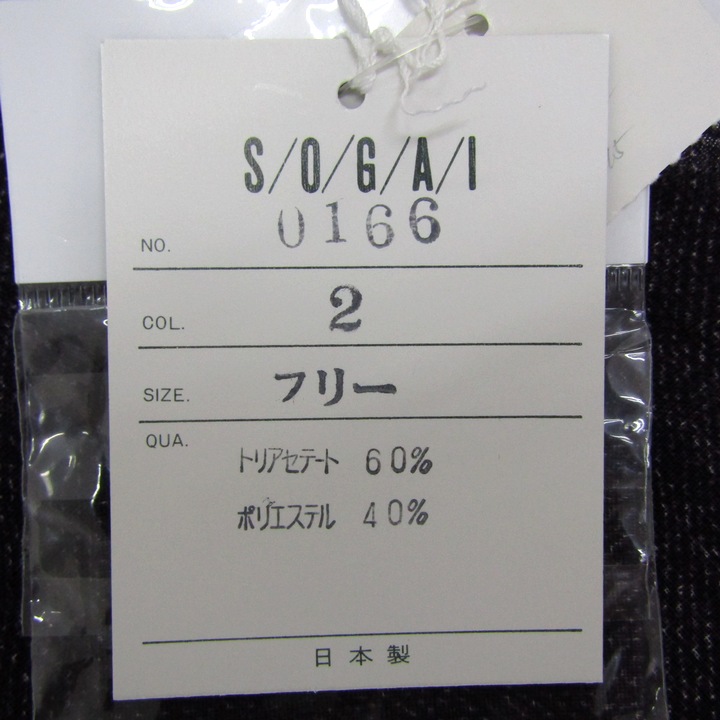 S/O/G/A/I
NO. 0166
COL. 2
SIZE. フリー
QUA.
トリアセテート 60%
ポリエステル 40%
日本製